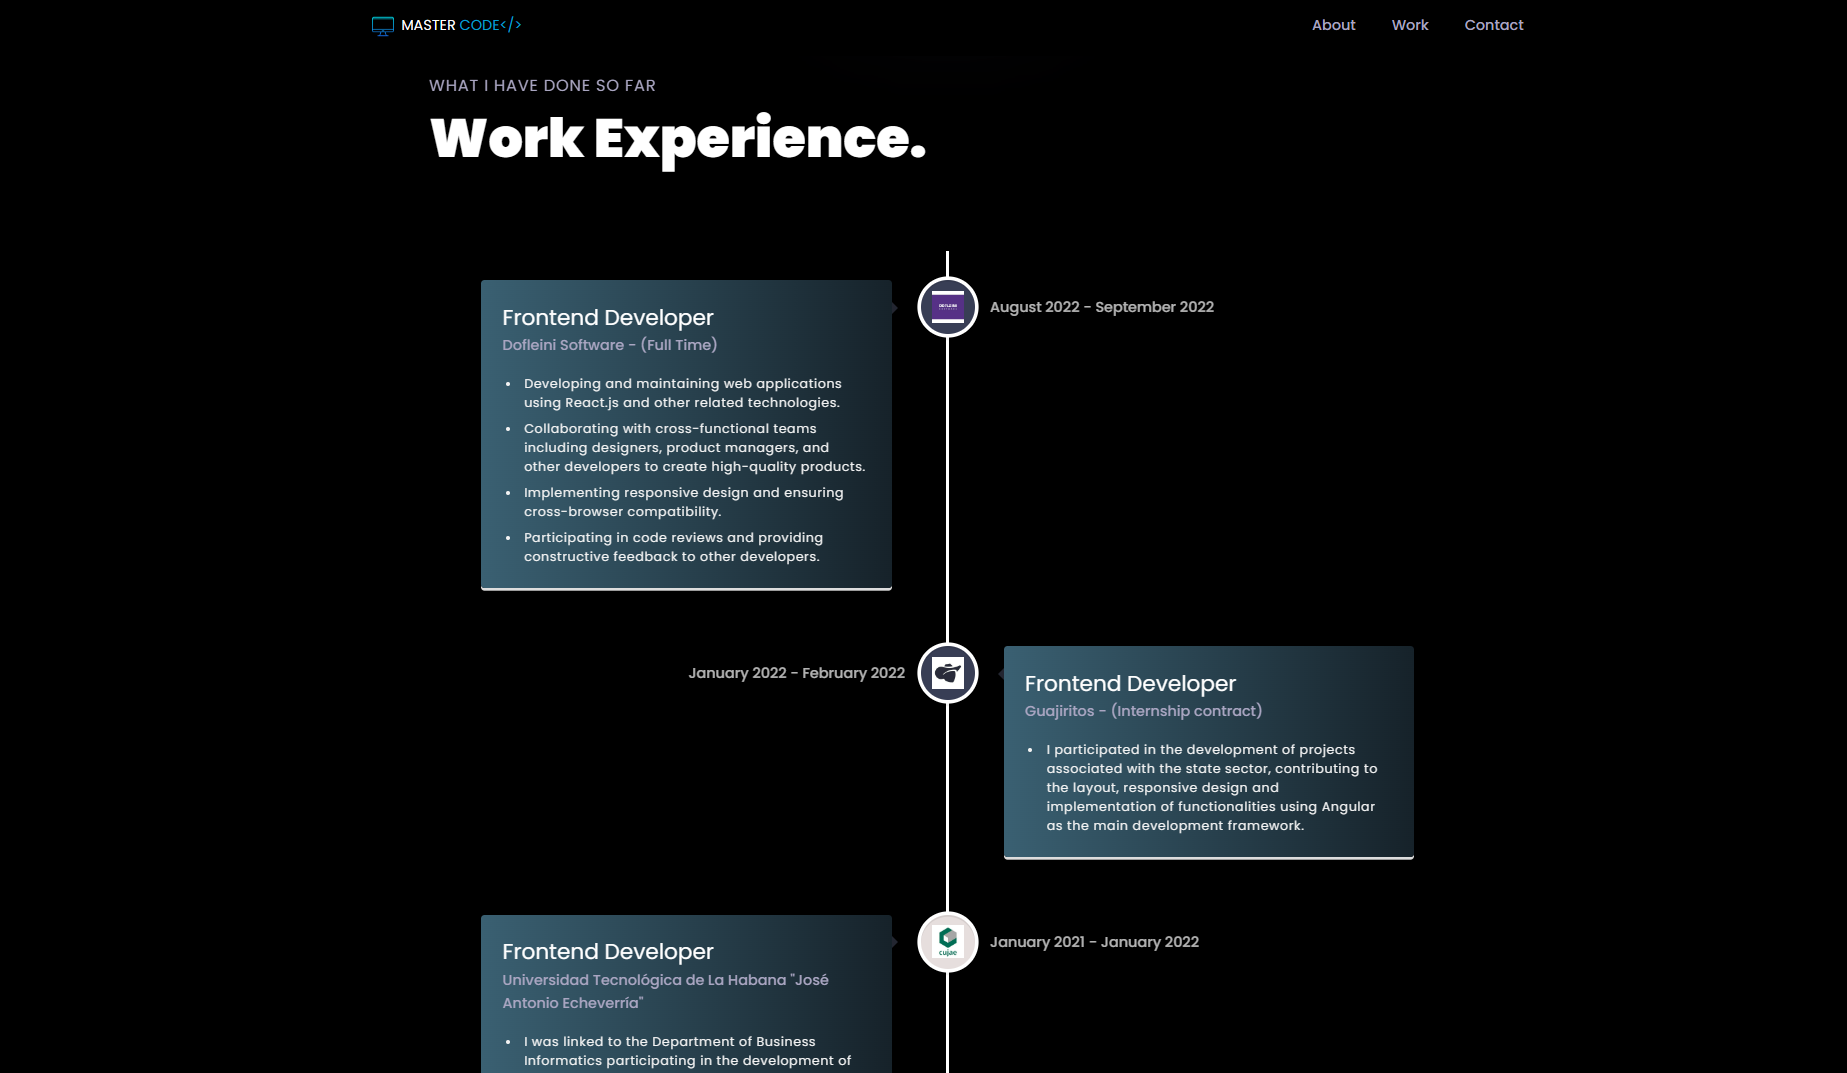 MASTER CODE</>
About
Work
Contact
WHAT I HAVE DONE SO FAR
Work Experience.
Frontend Developer
Dofleini Software - (Full Time)
• Developing and maintaining web applications
using React.js and other related technologies.
• Collaborating with cross-functional teams
including designers, product managers, and
other developers to create high-quality products.
• Implementing responsive design and ensuring
cross-browser compatibility.
• Participating in code reviews and providing
constructive feedback to other developers.
DOFLEINI
August 2022 - September 2022
January 2022 - February 2022
Frontend Developer
Guajiritos - (Internship contract)
• I participated in the development of projects
associated with the state sector, contributing to
the layout, responsive design and
implementation of functionalities using Angular
as the main development framework.
Frontend Developer
Universidad Tecnológica de La Habana "José
Antonio Echeverría"
• I was linked to the Department of Business
Informatics participating in the development of
cujae
January 2021 - January 2022